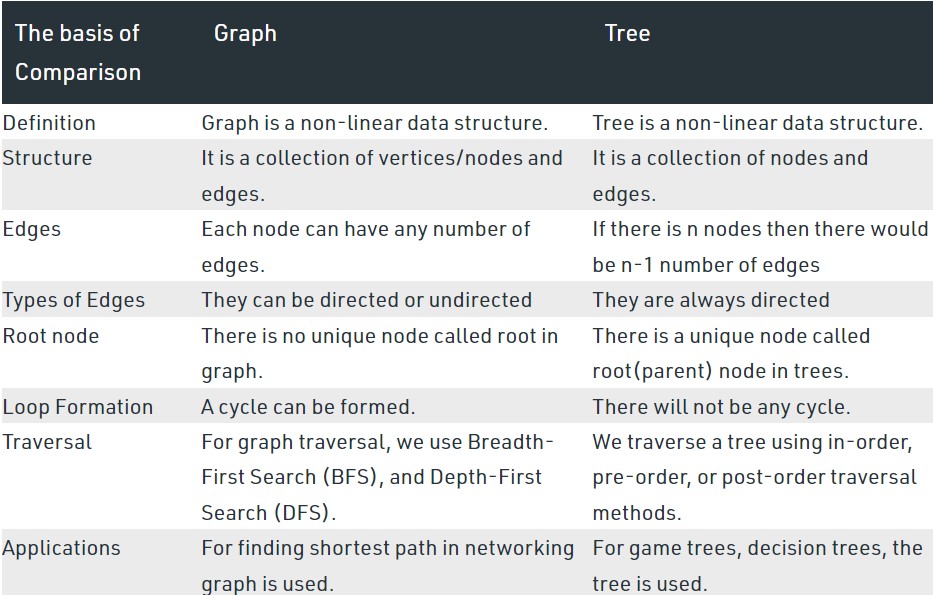 The basis of Comparison Graph Tree
Definition Graph is a non-linear data structure. Tree is a non-linear data structure.
Structure It is a collection of vertices/nodes and edges. It is a collection of nodes and edges.
Edges Each node can have any number of edges. If there is n nodes then there would be n-1 number of edges
Types of Edges They can be directed or undirected They are always directed
Root node There is no unique node called root in graph. There is a unique node called root(parent) node in trees.
Loop Formation A cycle can be formed. There will not be any cycle.
Traversal For graph traversal, we use Breadth-First Search (BFS), and Depth-First Search (DFS). We traverse a tree using in-order, pre-order, or post-order traversal methods.
Applications For finding shortest path in networking graph is used. For game trees, decision trees, the tree is used.